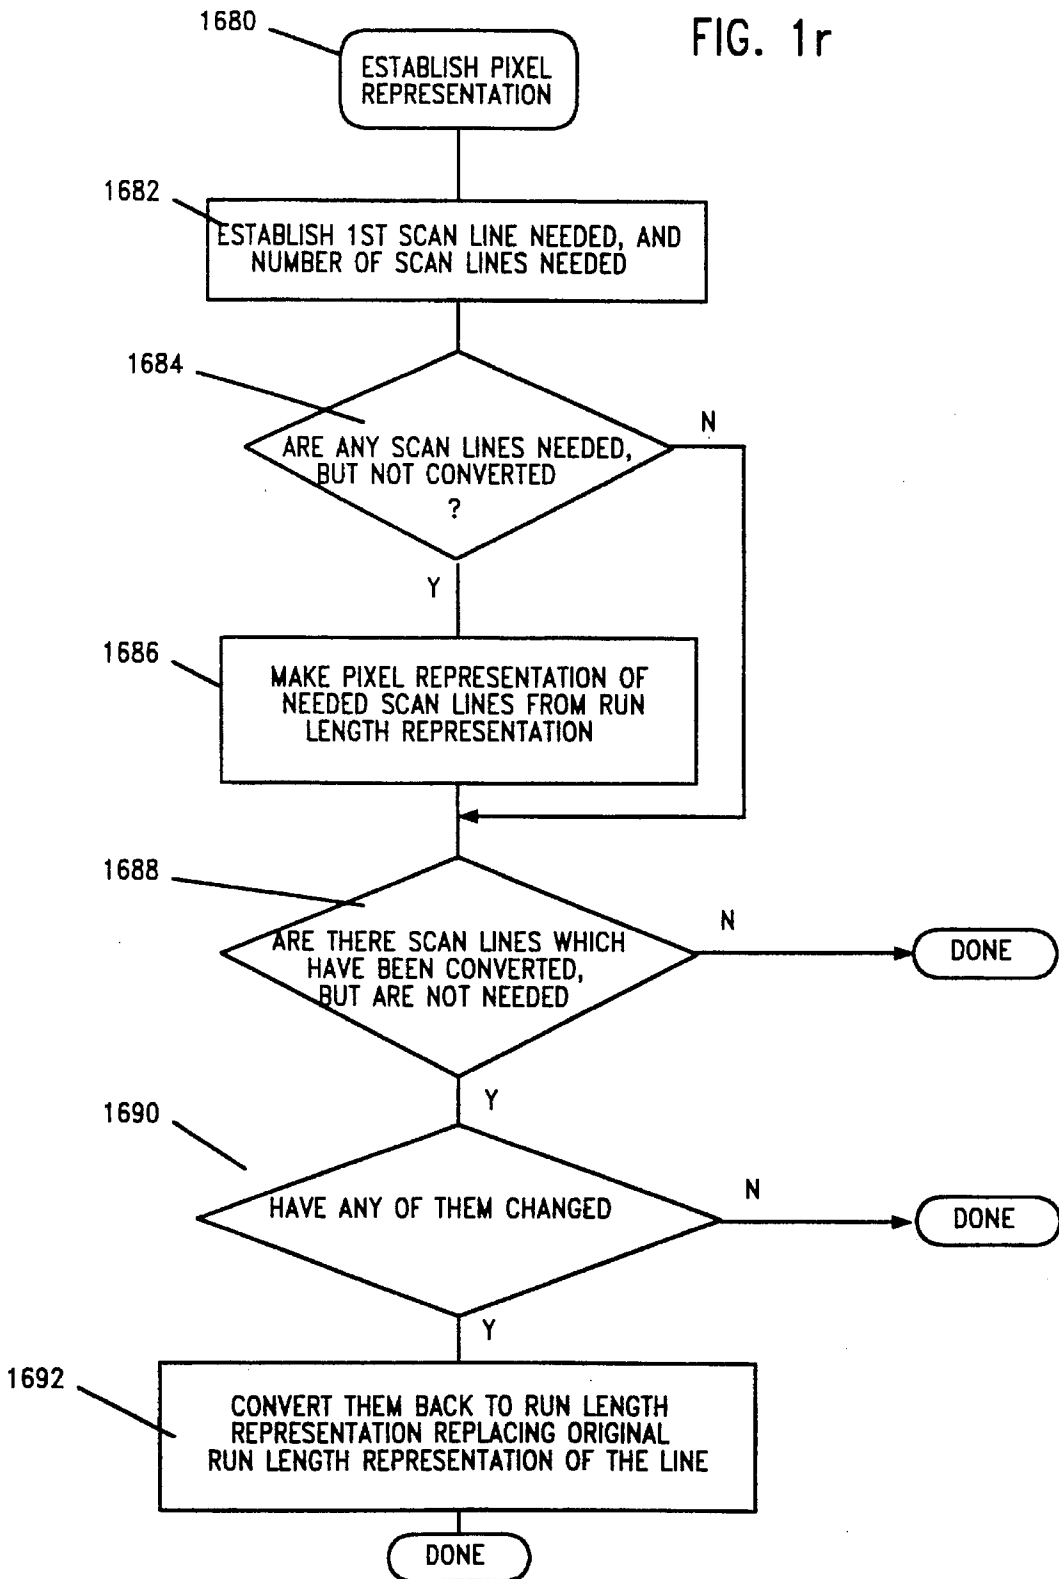 FIG. 1r
1680
ESTABLISH PIXEL
REPRESENTATION
1682
ESTABLISH 1ST SCAN LINE NEEDED, AND
NUMBER OF SCAN LINES NEEDED
1684
ARE ANY SCAN LINES NEEDED,
BUT NOT CONVERTED
?
N
Y
1686
MAKE PIXEL REPRESENTATION OF
NEEDED SCAN LINES FROM RUN
LENGTH REPRESENTATION
1688
ARE THERE SCAN LINES WHICH
HAVE BEEN CONVERTED,
BUT ARE NOT NEEDED
N
DONE
Y
1690
HAVE ANY OF THEM CHANGED
N
DONE
Y
1692
CONVERT THEM BACK TO RUN LENGTH
REPRESENTATION REPLACING ORIGINAL
RUN LENGTH REPRESENTATION OF THE LINE
DONE